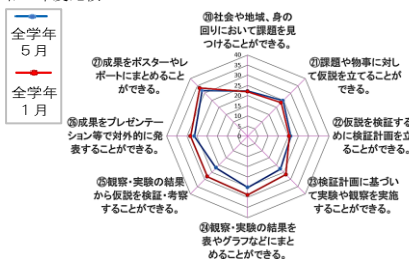 全学年
５月
全学年
１月
⑳社会や地域、身の
回りにおいて課題を見
つけることができる。
㉑課題や物事に対し
て仮説を立てることが
できる。
㉒仮説を検証するた
めに検証計画を立
㉓検証計画に基づい
て実験や観察を実施
することができる。
㉔観察・実験の結果を
表やグラフなどにまと
めることができる。
㉕観察・実験の結果
から仮説を検証・考察
することができる。
㉖成果をプレゼンテー
ション等で対外的に発
表することができる。
㉗成果をポスターやレ
ポートにまとめること
ができる。
40
35
30
25
20
15
10
5
0